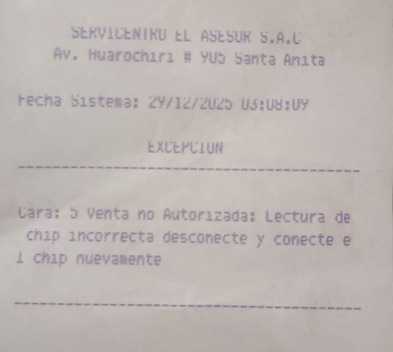 SERVICENTRO EL ASESOR S.A.C
Av. Huarochiri # 905 Santa Anita
Fecha Sistema: 29/12/2025 03:08:09
EXCEPCION
Cara: 5 Venta no Autorizada: Lectura de
chip incorrecta desconecte y conecte e
l chip nuevamente